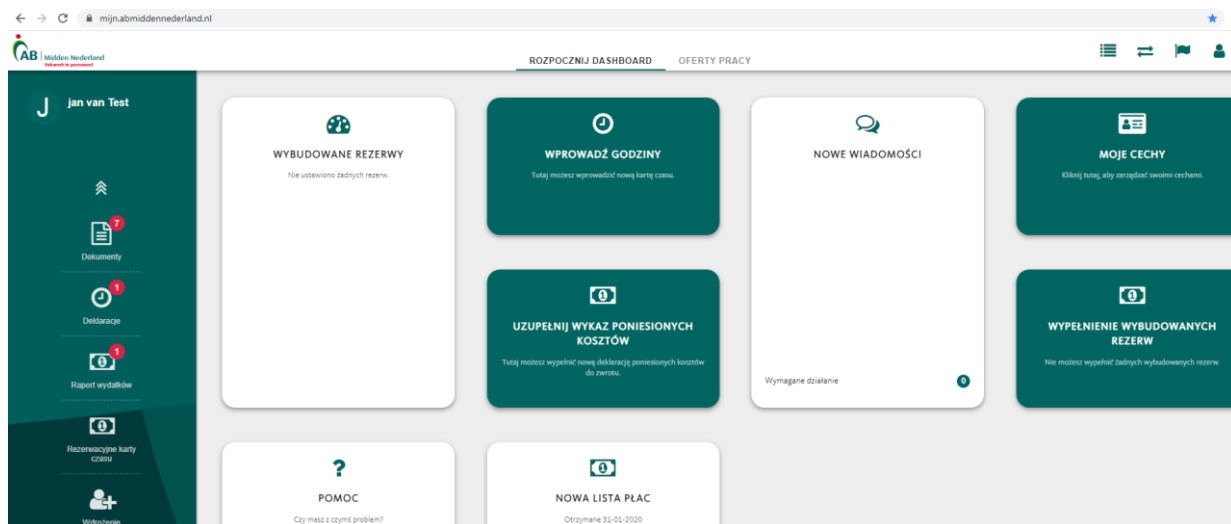 mijn.abmiddennederland.nl
AB Midden Nederland
Vakwerk in personeel
ROZPOCZNIJ DASHBOARD OFERTY PRACY
J jan van Test
7
Dokumenty
1
Deklaracje
1
Raport wydatków
Rezerwacyjne karty
czasu
Wdrożenie
WYBUDOWANE REZERWY
Nie ustawiono żadnych rezerw.
WPROWADŹ GODZINY
Tutaj możesz wprowadzić nową kartę czasu.
NOWE WIADOMOŚCI
Wymagane działanie 0
MOJE CECHY
Kliknij tutaj, aby zarządzać swoimi cechami.
UZUPEŁNIJ WYKAZ PONIESIONYCH
KOSZTÓW
Tutaj możesz wypełnić nową deklarację poniesionych kosztów
do zwrotu.
WYPEŁNIENIE WYBUDOWANYCH
REZERW
Nie możesz wypełnić żadnych wybudowanych rezerw.
?
POMOC
Czy masz z czymś problem?
NOWA LISTA PŁAC
Otrzymane 31-01-2020